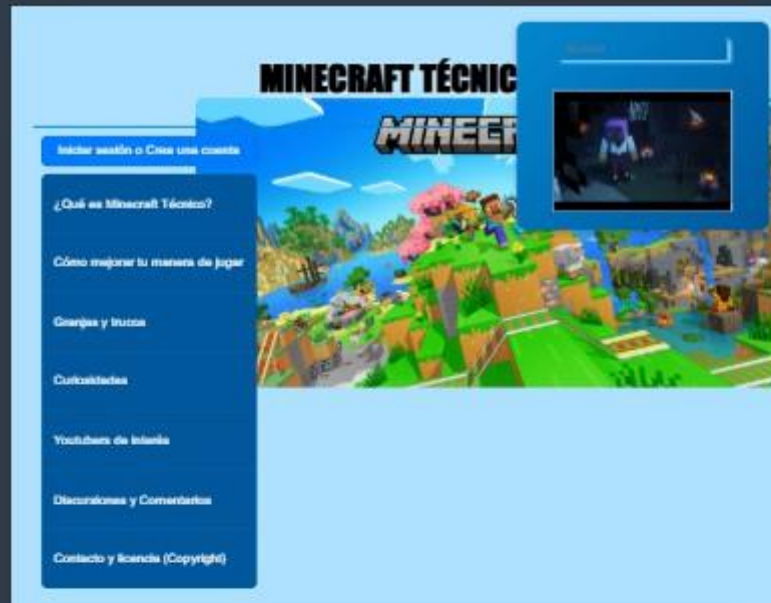 MINECRAFT TÉCNIC
MINECR
Iniciar sesión o Crea una cuenta
¿Qué es Minecraft Técnico?
Cómo mejorar tu manera de jugar
Granjas y trucos
Curiosidades
Youtubers de interés
Discursiones y Comentarios
Contacto y licencia (Copyright)